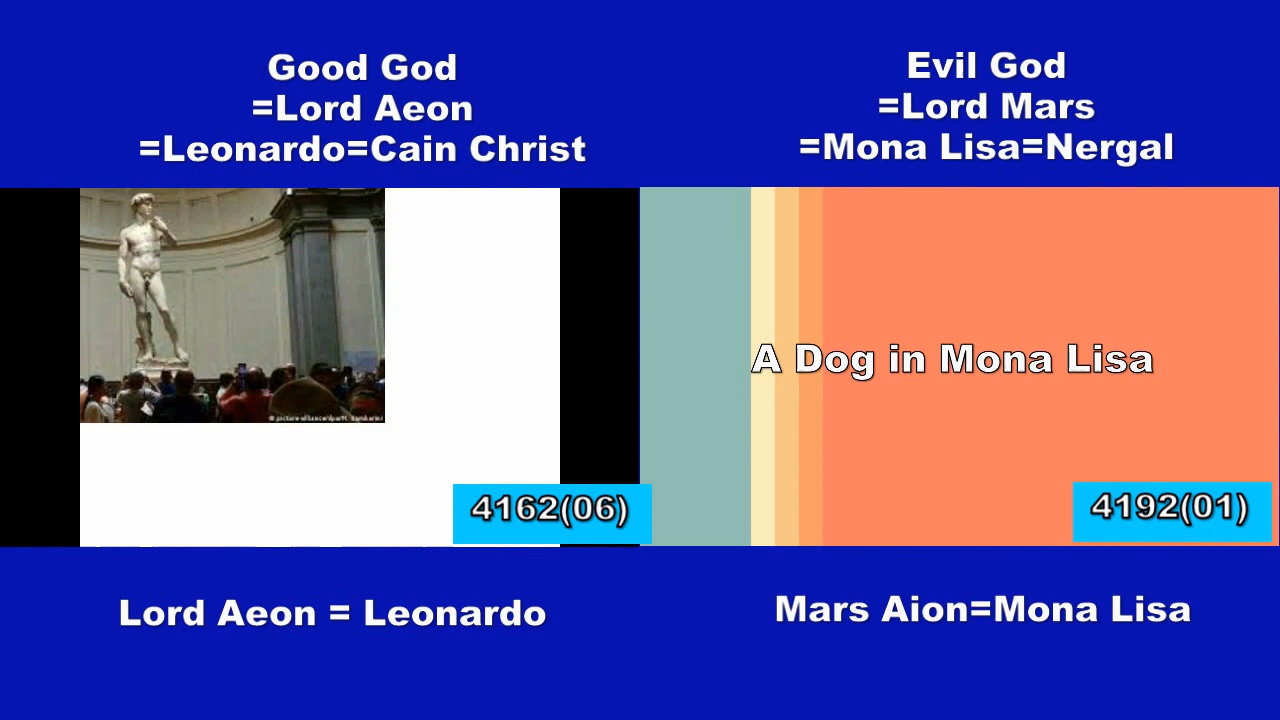 Good God
=Lord Aeon
=Leonardo=Cain Christ
Evil God
=Lord Mars
=Mona Lisa=Nergal
A Dog in Mona Lisa
4162(06)
4192(01)
Lord Aeon = Leonardo
Mars Aion=Mona Lisa